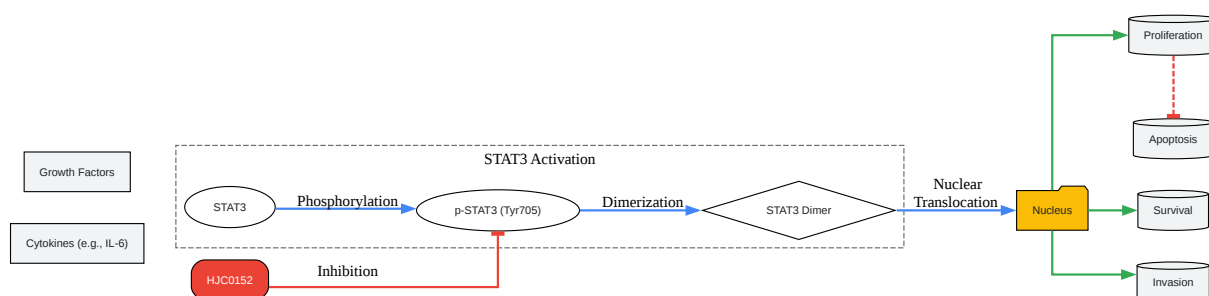 Proliferation
Apoptosis
STAT3 Activation
Growth Factors
Nuclear
Translocation
Phosphorylation
Dimerization
STAT3
p-STAT3 (Tyr705)
STAT3 Dimer
Nucleus
Survival
Cytokines (e.g., IL-6)
Inhibition
HJC0152
Invasion